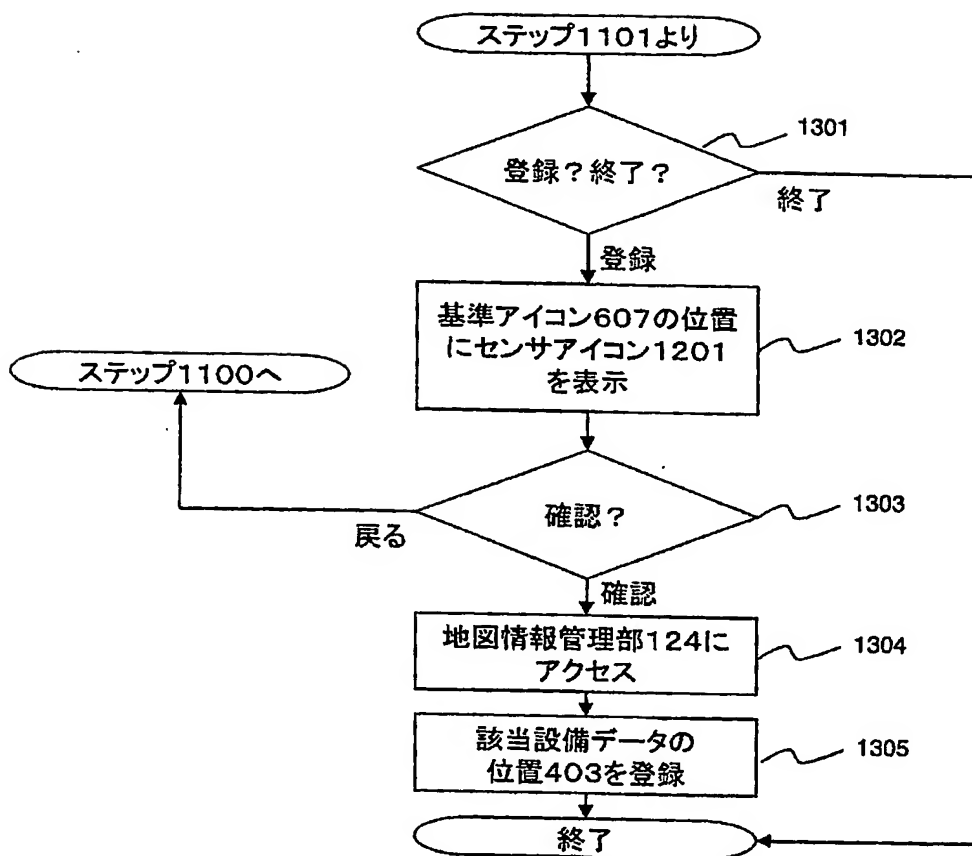 ステップ1101より
1301
登録?終了?
終了
登録
基準アイコン607の位置
にセンサアイコン1201
を表示
1302
ステップ1100へ
確認?
1303
戻る
確認
地図情報管理部124に
アクセス
1304
該当設備データの
位置403を登録
1305
終了